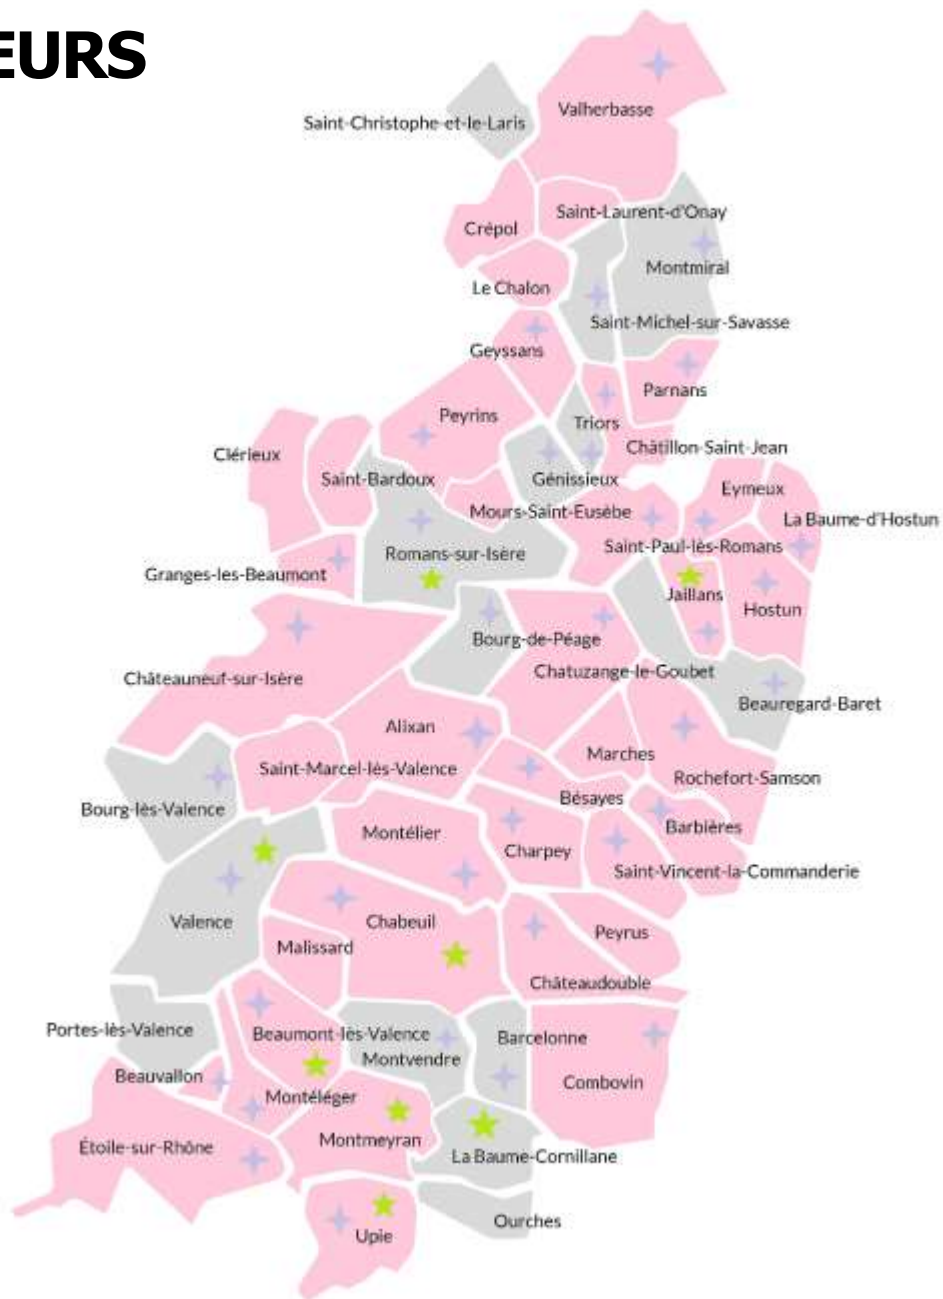 EURS
Valherbasse
Saint-Christophe-et-le-Laris
Saint-Laurent-d'Onay
Crépol
Montmiral
Le Chalon
Saint-Michel-sur-Savasse
Geyssans
Parnans
Peyrins
Triors
Châtillon-Saint-Jean
Clérieux
Saint-Bardoux
Génissieux
Eymeux
Mours-Saint-Eusèbe
La Baume-d'Hostun
Saint-Paul-lès-Romans
Romans-sur-Isère
Granges-les-Beaumont
Jaillans
Hostun
Bourg-de-Péage
Chatuzange-le-Goubet
Châteauneuf-sur-Isère
Beauregard-Baret
Alixan
Marches
Saint-Marcel-lès-Valence
Rochefort-Samson
Bésayes
Bourg-lès-Valence
Barbières
Montélier
Charpey
Saint-Vincent-la-Commanderie
Valence
Chabeuil
Peyrus
Malissard
Châteaudouble
Portes-lès-Valence
Beaumont-lès-Valence
Barcelonne
Montvendre
Beauvallon
Combovin
Montéléger
Montmeyran
Étoile-sur-Rhône
La Baume-Cornillane
Ourches
Upie